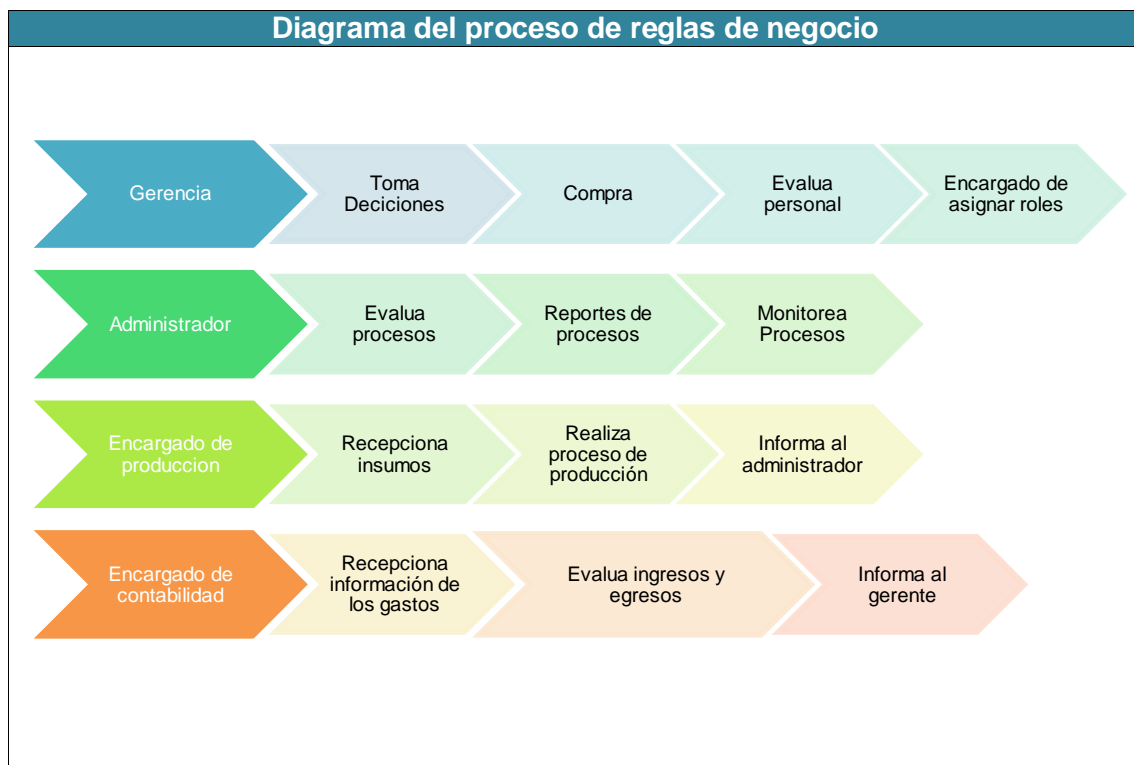 Diagrama del proceso de reglas de negocio
Gerencia
Toma
Deciciones
Compra
Evalua
personal
Encargado de
asignar roles
Administrador
Evalua
procesos
Reportes de
procesos
Monitorea
Procesos
Encargado de
produccion
Recepciona
insumos
Realiza
proceso de
producción
Informa al
administrador
Encargado de
contabilidad
Recepciona
información de
los gastos
Evalua ingresos y
egresos
Informa al
gerente